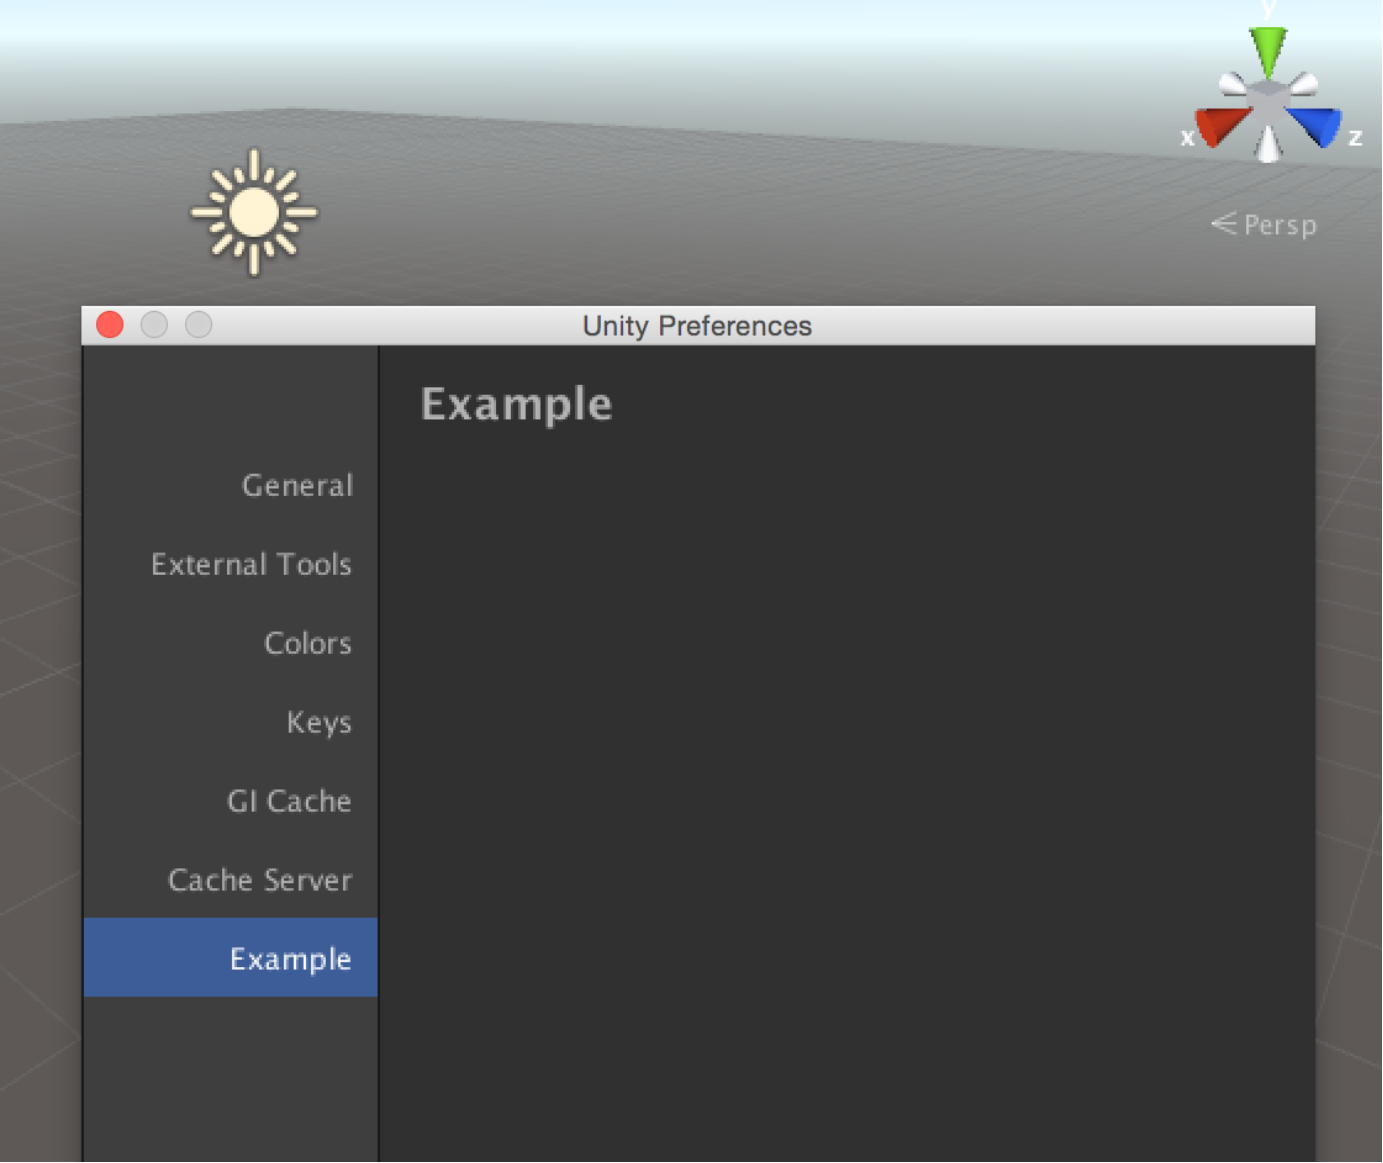 y
x
z
Persp
Unity Preferences
Example
General
External Tools
Colors
Keys
GI Cache
Cache Server
Example